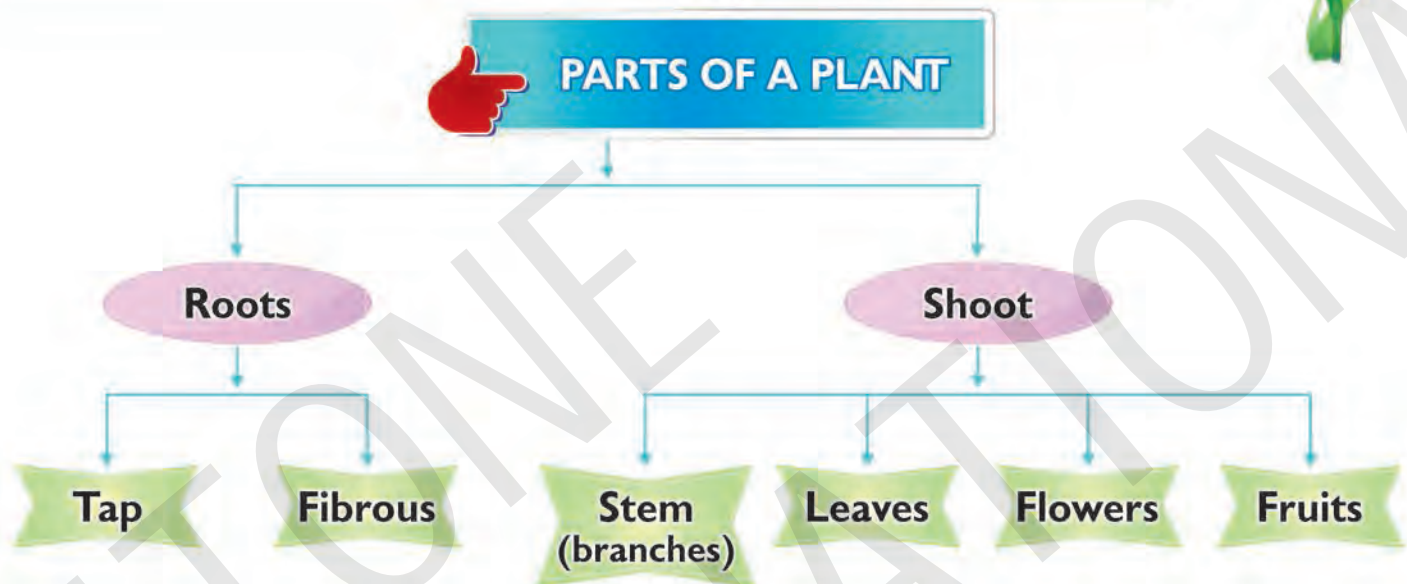 PARTS OF A PLANT
Roots
Shoot
Tap
Fibrous
Stem
(branches)
Leaves
Flowers
Fruits